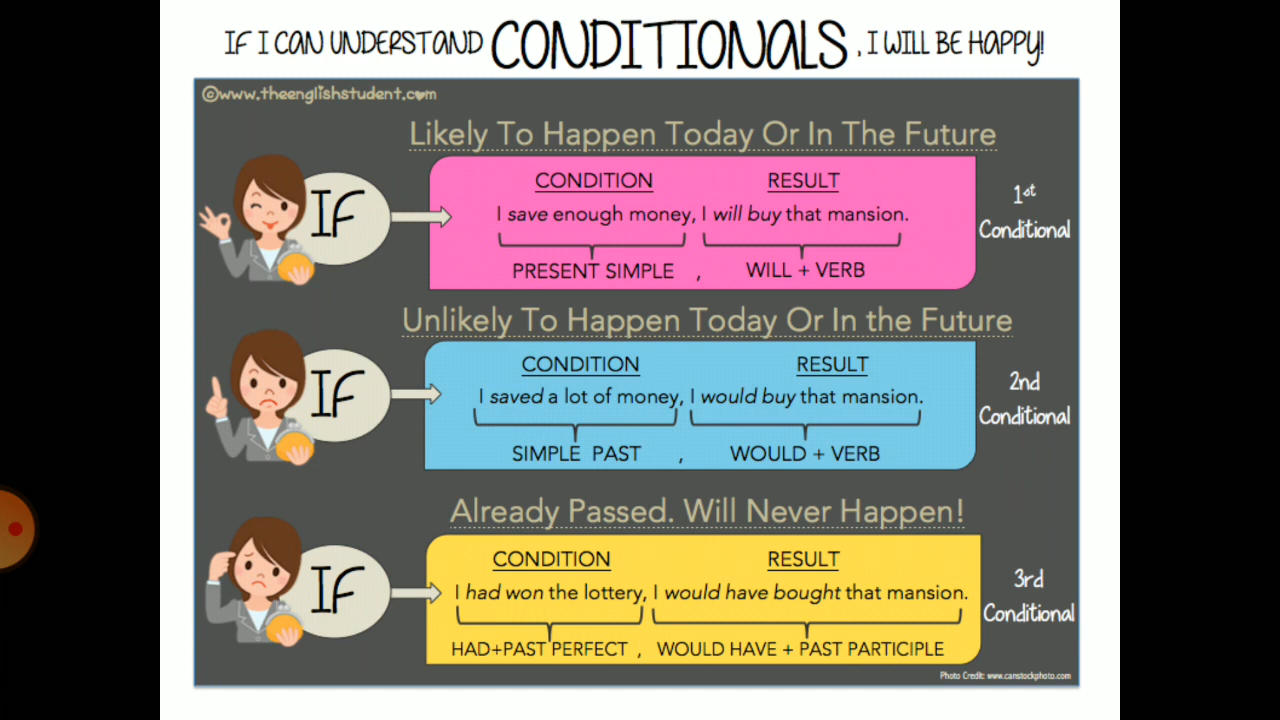 IF I CAN UNDERSTAND CONDITIONALS, I WILL BE HAPPY!
©www.theenglishstudent.com
Likely To Happen Today Or In The Future
CONDITION RESULT
IF I save enough money, I will buy that mansion.
PRESENT SIMPLE , WILL + VERB
1st
Conditional
Unlikely To Happen Today Or In the Future
CONDITION RESULT
IF I saved a lot of money, I would buy that mansion.
SIMPLE PAST , WOULD + VERB
2nd
Conditional
Already Passed. Will Never Happen!
CONDITION RESULT
IF I had won the lottery, I would have bought that mansion.
HAD+PAST PERFECT , WOULD HAVE + PAST PARTICIPLE
3rd
Conditional
Photo Credit: www.canstockphoto.com